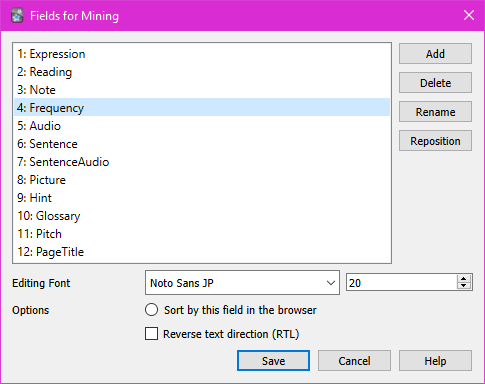 Fields for Mining
1: Expression
2: Reading
3: Note
4: Frequency
5: Audio
6: Sentence
7: SentenceAudio
8: Picture
9: Hint
10: Glossary
11: Pitch
12: PageTitle
Add
Delete
Rename
Reposition
Editing Font Noto Sans JP 20
Options Sort by this field in the browser
Reverse text direction (RTL)
Save Cancel Help